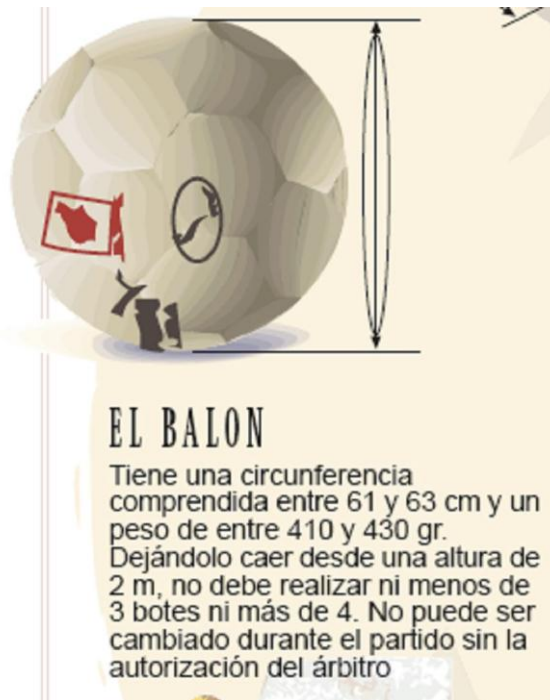 EL BALON
Tiene una circunferencia
comprendida entre 61 y 63 cm y un
peso de entre 410 y 430 gr.
Dejándolo caer desde una altura de
2 m, no debe realizar ni menos de
3 botes ni más de 4. No puede ser
cambiado durante el partido sin la
autorización del árbitro